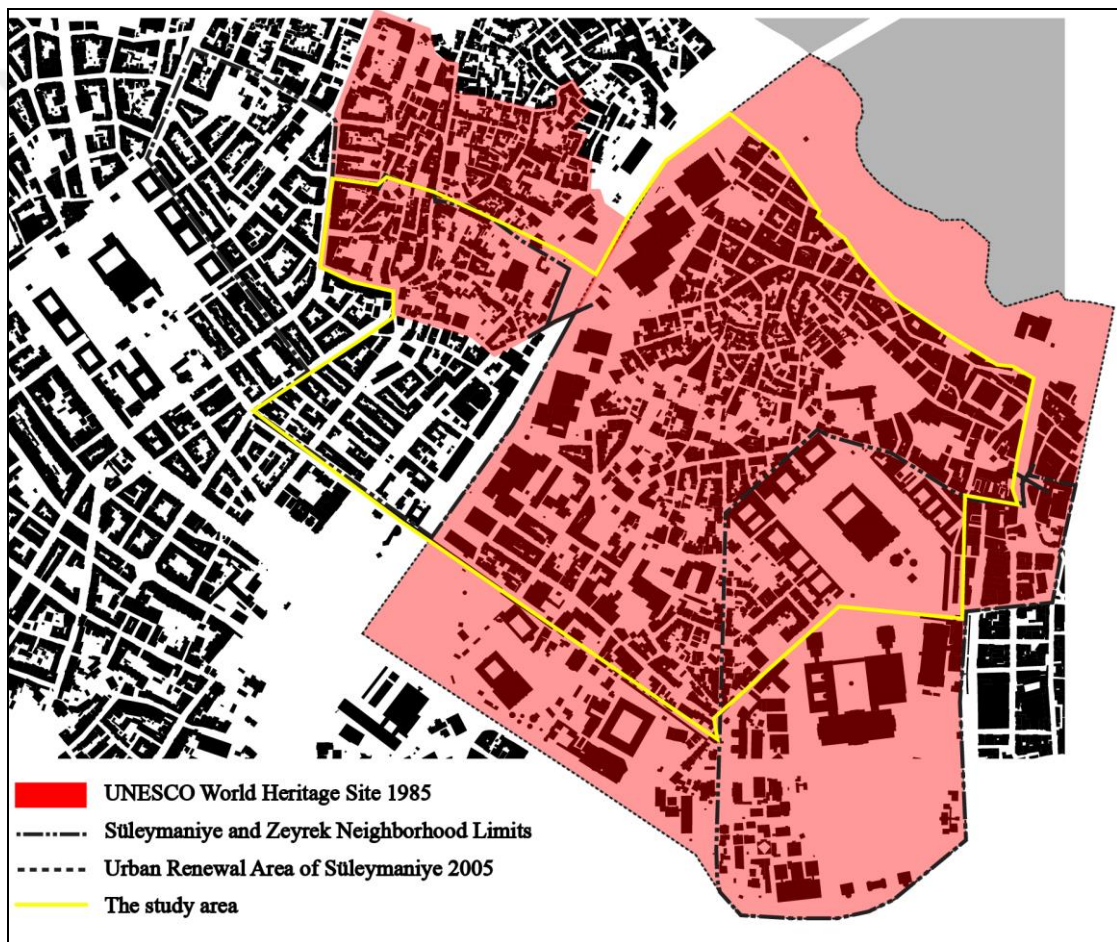 UNESCO World Heritage Site 1985
Süleymaniye and Zeyrek Neighborhood Limits
Urban Renewal Area of Süleymaniye 2005
The study area